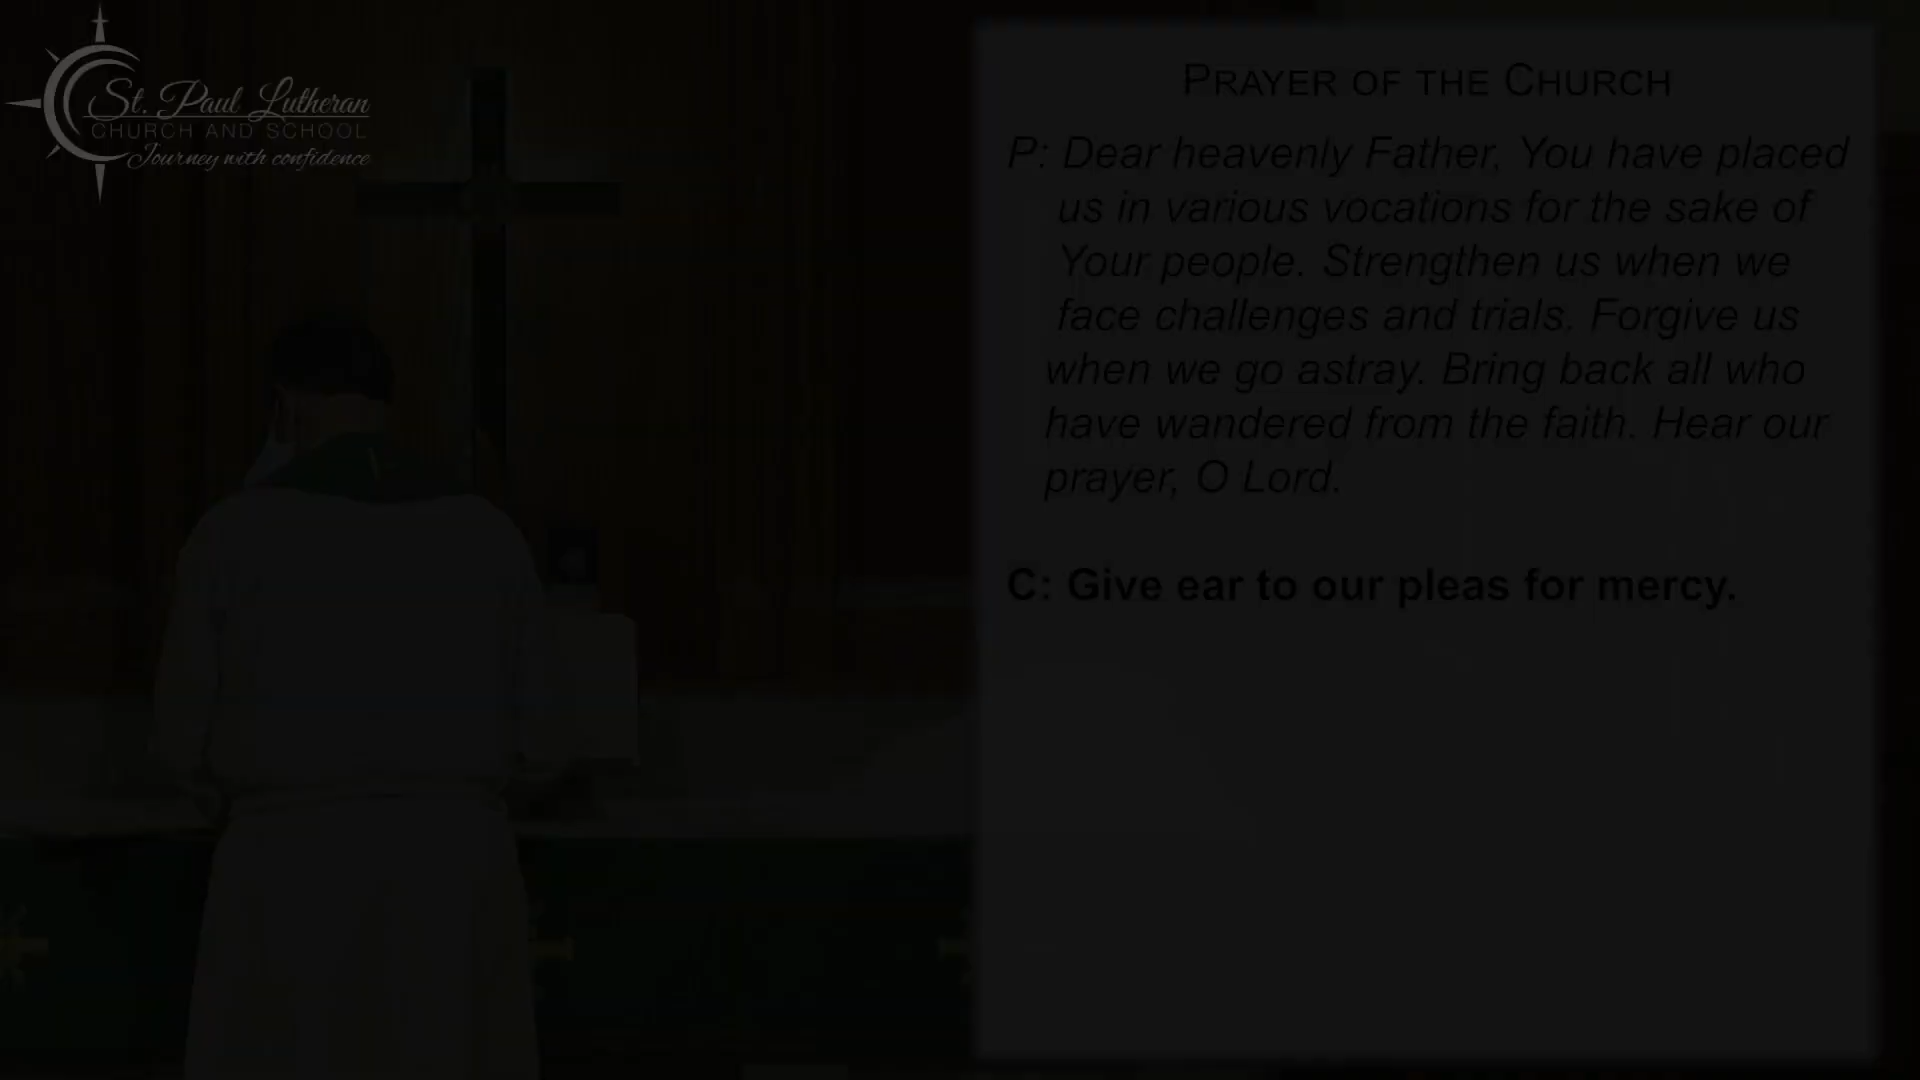 St. Paul Lutheran
CHURCH AND SCHOOL
Journey with confidence
PRAYER OF THE CHURCH
P: Dear heavenly Father, You have placed
us in various vocations for the sake of
Your people. Strengthen us when we
face challenges and trials. Forgive us
when we go astray. Bring back all who
have wandered from the faith. Hear our
prayer, O Lord.
C: Give ear to our pleas for mercy.